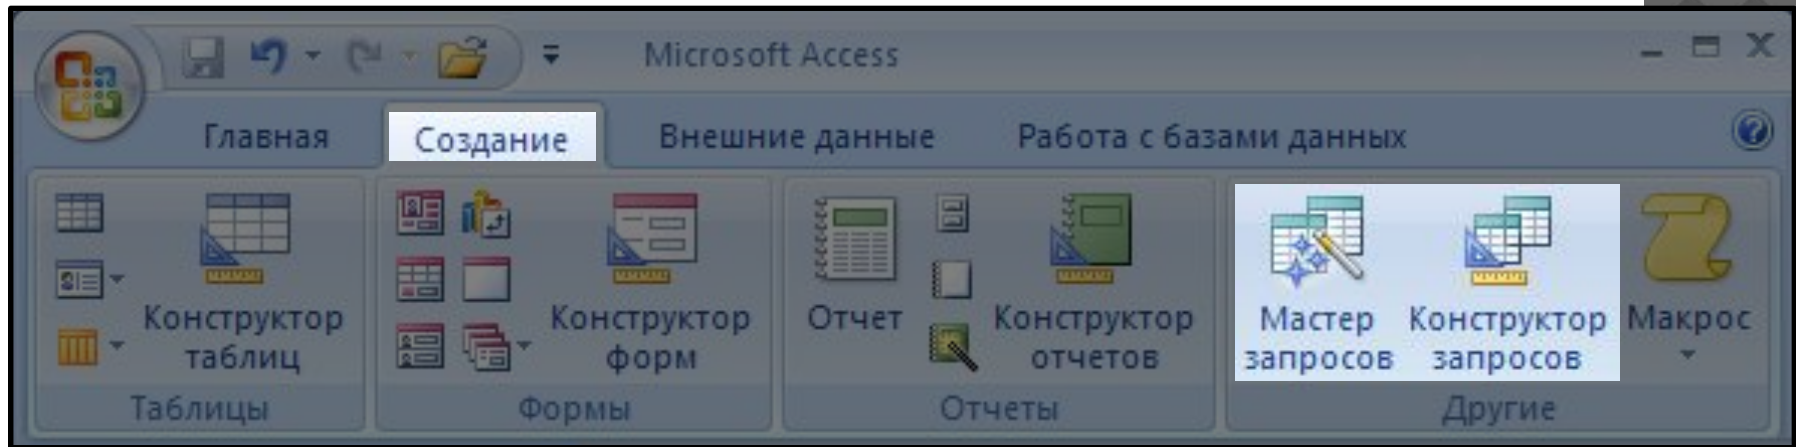 Microsoft Access
Главная Создание Внешние данные Работа с базами данных
Конструктор таблиц
Конструктор форм
Отчет
Конструктор отчетов
Мастер запросов
Конструктор запросов
Макрос
Таблицы Формы Отчеты Другие